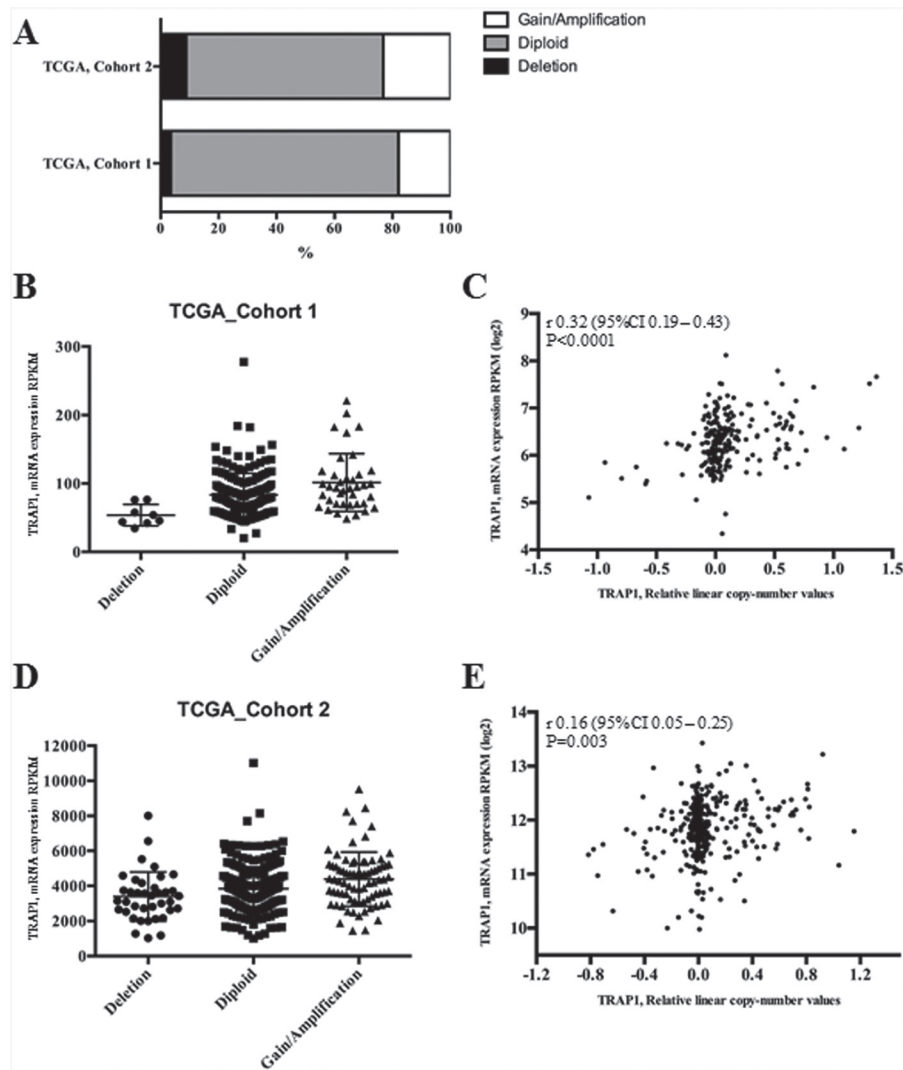 A
Gain/Amplification
Diploid
Deletion
TCGA, Cohort 2
TCGA, Cohort 1
0 20 40 60 80 100
%
B
TCGA_Cohort 1
TRAP1, mRNA expression RPKM
300
200
100
0
Deletion
Diploid
Gain/Amplification
C
r 0.32 (95%CI 0.19 – 0.43)
P<0.0001
TRAP1, mRNA expression RPKM (log2)
9
8
7
6
5
4
-1.5 -1.0 -0.5 0.0 0.5 1.0 1.5
TRAP1, Relative linear copy-number values
D
TCGA_Cohort 2
TRAP1, mRNA expression RPKM
12000
10000
8000
6000
4000
2000
0
Deletion
Diploid
Gain/Amplification
E
r 0.16 (95%CI 0.05 – 0.25)
P=0.003
TRAP1, mRNA expression RPKM (log2)
14
13
12
11
10
-1.2 -0.8 -0.4 0.0 0.4 0.8 1.2
TRAP1, Relative linear copy-number values